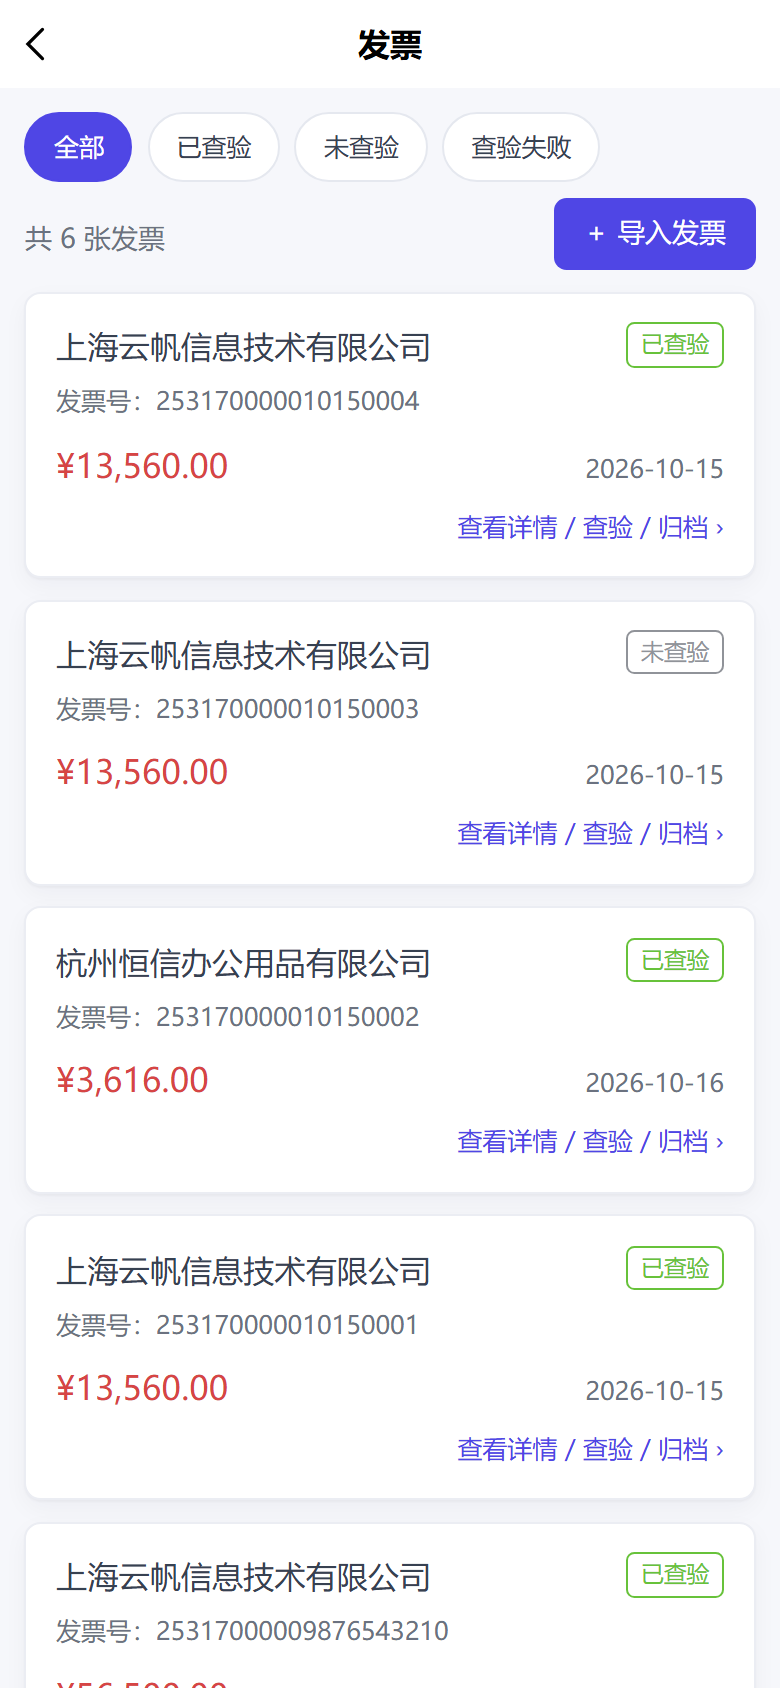 发票
全部 已查验 未查验 查验失败
共 6 张发票
+ 导入发票
上海云帆信息技术有限公司 已查验
发票号：253170000010150004
¥13,560.00 2026-10-15
查看详情 / 查验 / 归档 ›
上海云帆信息技术有限公司 未查验
发票号：253170000010150003
¥13,560.00 2026-10-15
查看详情 / 查验 / 归档 ›
杭州恒信办公用品有限公司 已查验
发票号：253170000010150002
¥3,616.00 2026-10-16
查看详情 / 查验 / 归档 ›
上海云帆信息技术有限公司 已查验
发票号：253170000010150001
¥13,560.00 2026-10-15
查看详情 / 查验 / 归档 ›
上海云帆信息技术有限公司 已查验
发票号：25317000009876543210